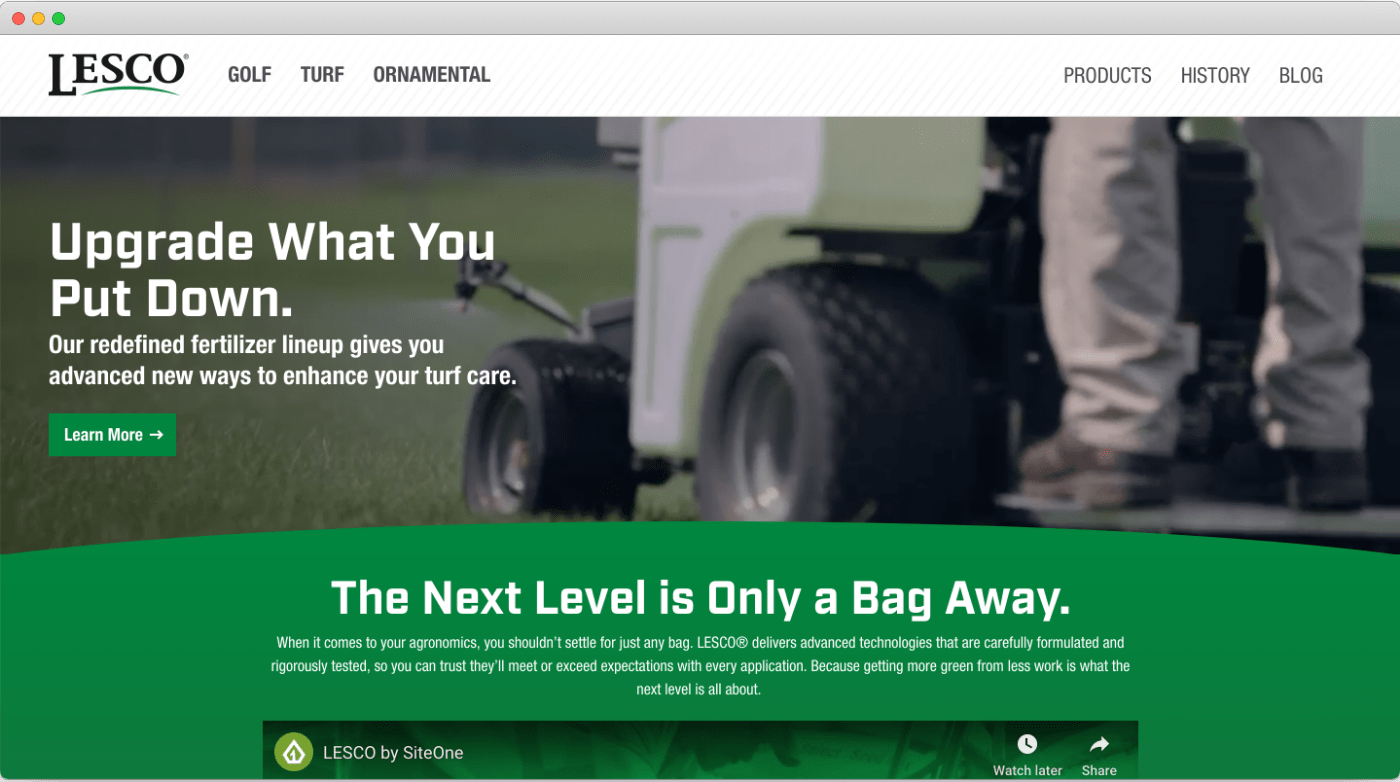 LESCO®
GOLF TURF ORNAMENTAL
PRODUCTS HISTORY BLOG
Upgrade What You
Put Down.
Our redefined fertilizer lineup gives you
advanced new ways to enhance your turf care.
Learn More →
The Next Level is Only a Bag Away.
When it comes to your agronomics, you shouldn’t settle for just any bag. LESCO® delivers advanced technologies that are carefully formulated and
rigorously tested, so you can trust they’ll meet or exceed expectations with every application. Because getting more green from less work is what the
next level is all about.
LESCO by SiteOne
Watch later Share